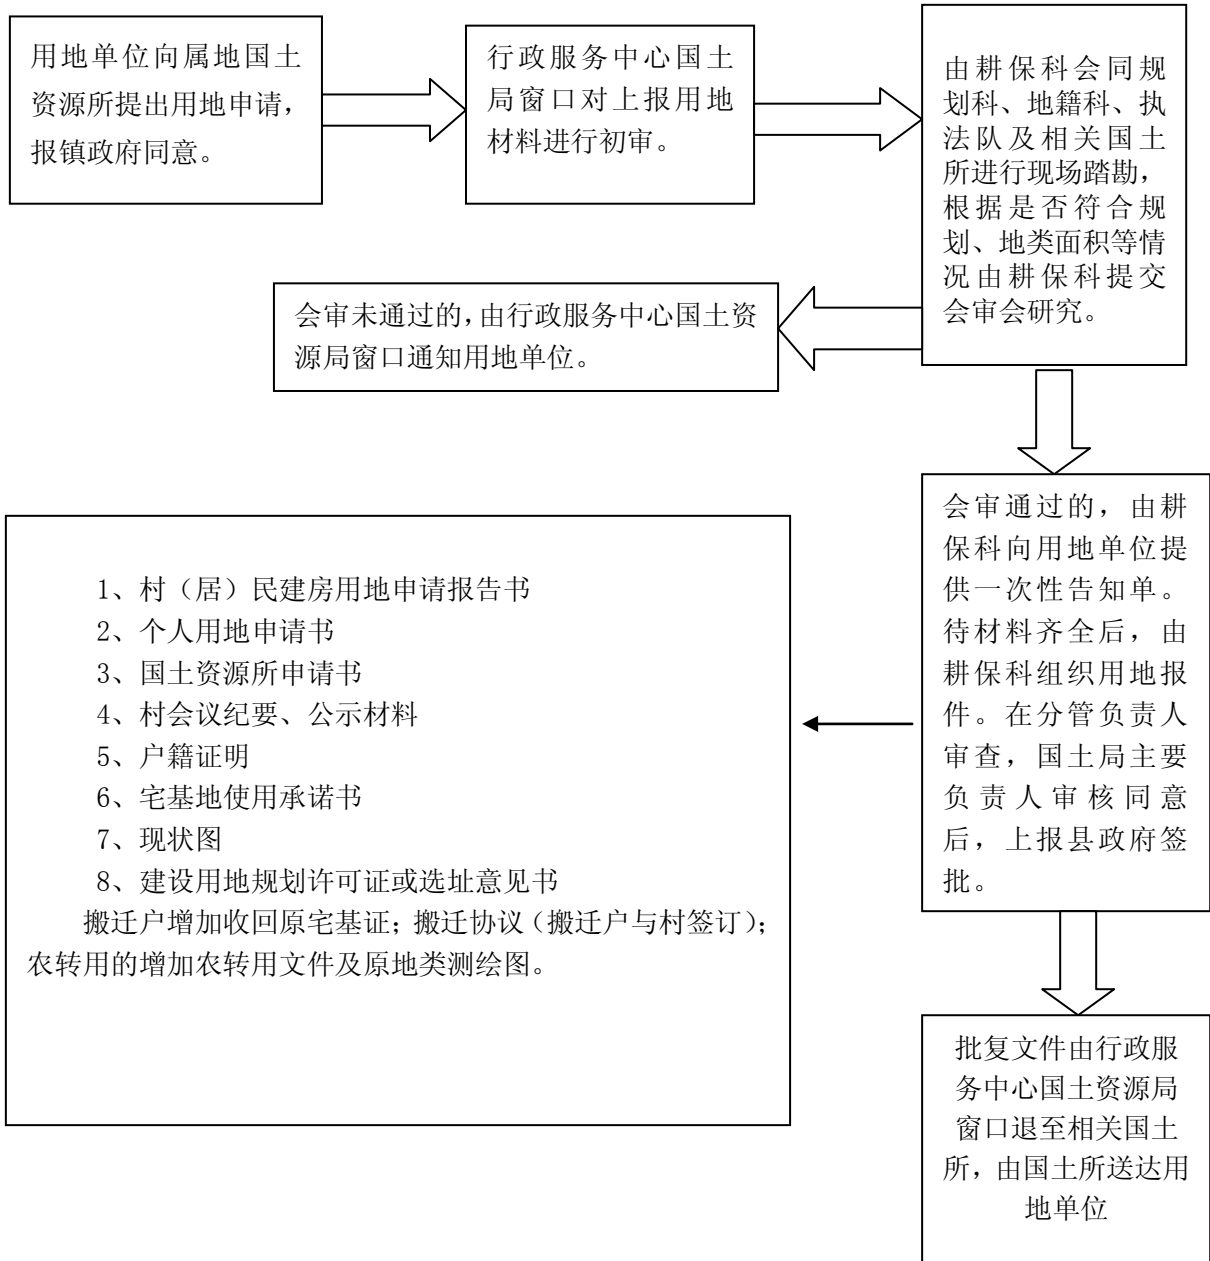 用地单位向属地国土
资源所提出用地申请，
报镇政府同意。
行政服务中心国土
局窗口对上报用地
材料进行初审。
由耕保科会同规
划科、地籍科、执
法队及相关国土
所进行现场踏勘，
根据是否符合规
划、地类面积等情
况由耕保科提交
会审会研究。
会审未通过的，由行政服务中心国土资
源局窗口通知用地单位。
会审通过的，由耕
保科向用地单位提
供一次性告知单。
待材料齐全后，由
耕保科组织用地报
件。在分管负责人
审查，国土局主要
负责人审核同意
后，上报县政府签
批。
1、村（居）民建房用地申请报告书
2、个人用地申请书
3、国土资源所申请书
4、村会议纪要、公示材料
5、户籍证明
6、宅基地使用承诺书
7、现状图
8、建设用地规划许可证或选址意见书
搬迁户增加收回原宅基证；搬迁协议（搬迁户与村签订）；
农转用的增加农转用文件及原地类测绘图。
批复文件由行政服
务中心国土资源局
窗口退至相关国土
所，由国土所送达用
地单位